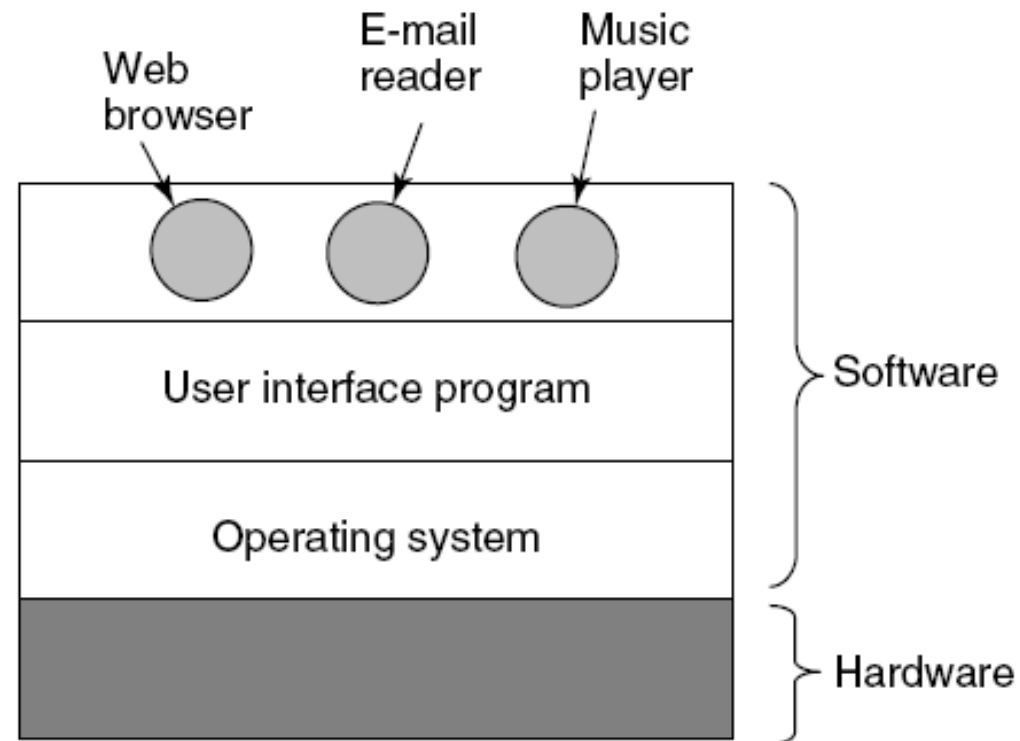 Web
browser
E-mail
reader
Music
player
User interface program
Operating system
Software
Hardware